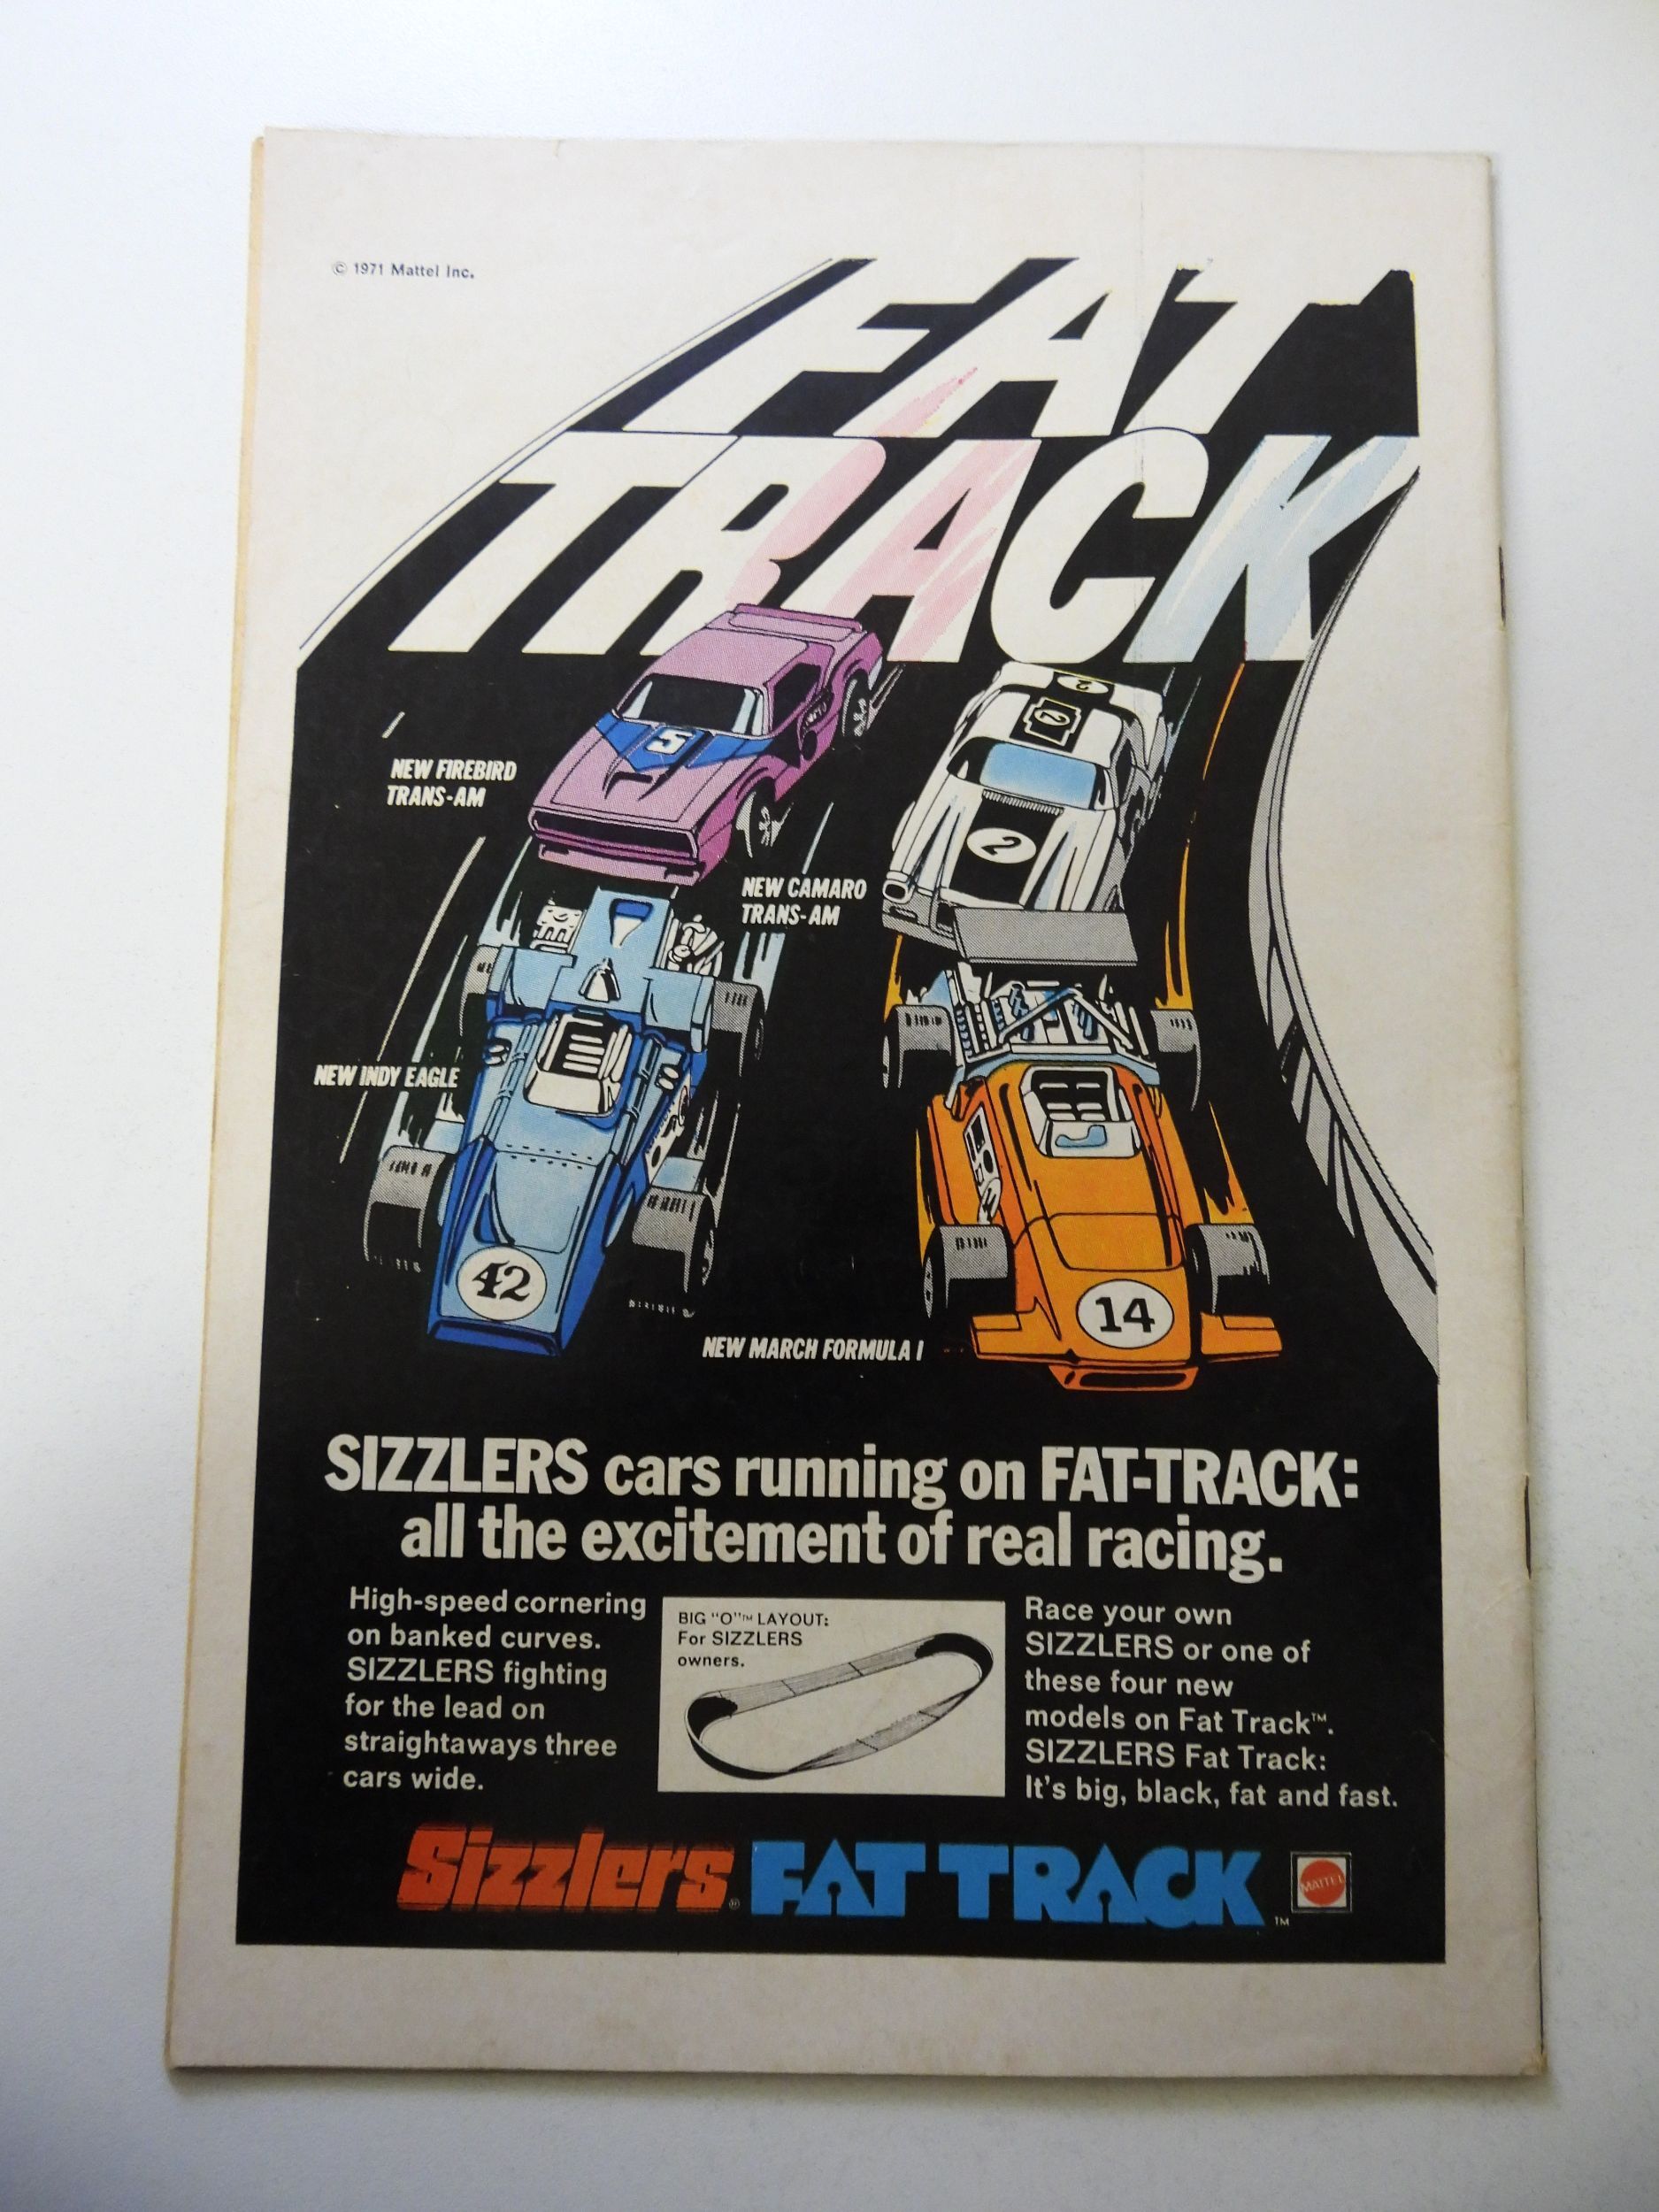 © 1971 Mattel Inc.
FAT
TRACK
5
2
2
2
NEW FIREBIRD
TRANS-AM
NEW CAMARO
TRANS-AM
NEW INDY EAGLE
42
14
NEW MARCH FORMULA I
SIZZLERS cars running on FAT-TRACK:
all the excitement of real racing.
High-speed cornering
on banked curves.
SIZZLERS fighting
for the lead on
straightaways three
cars wide.
BIG "O"™ LAYOUT:
For SIZZLERS
owners.
Race your own
SIZZLERS or one of
these four new
models on Fat Track™.
SIZZLERS Fat Track:
It's big, black, fat and fast.
Sizzlers® FAT TRACK™
MATTEL